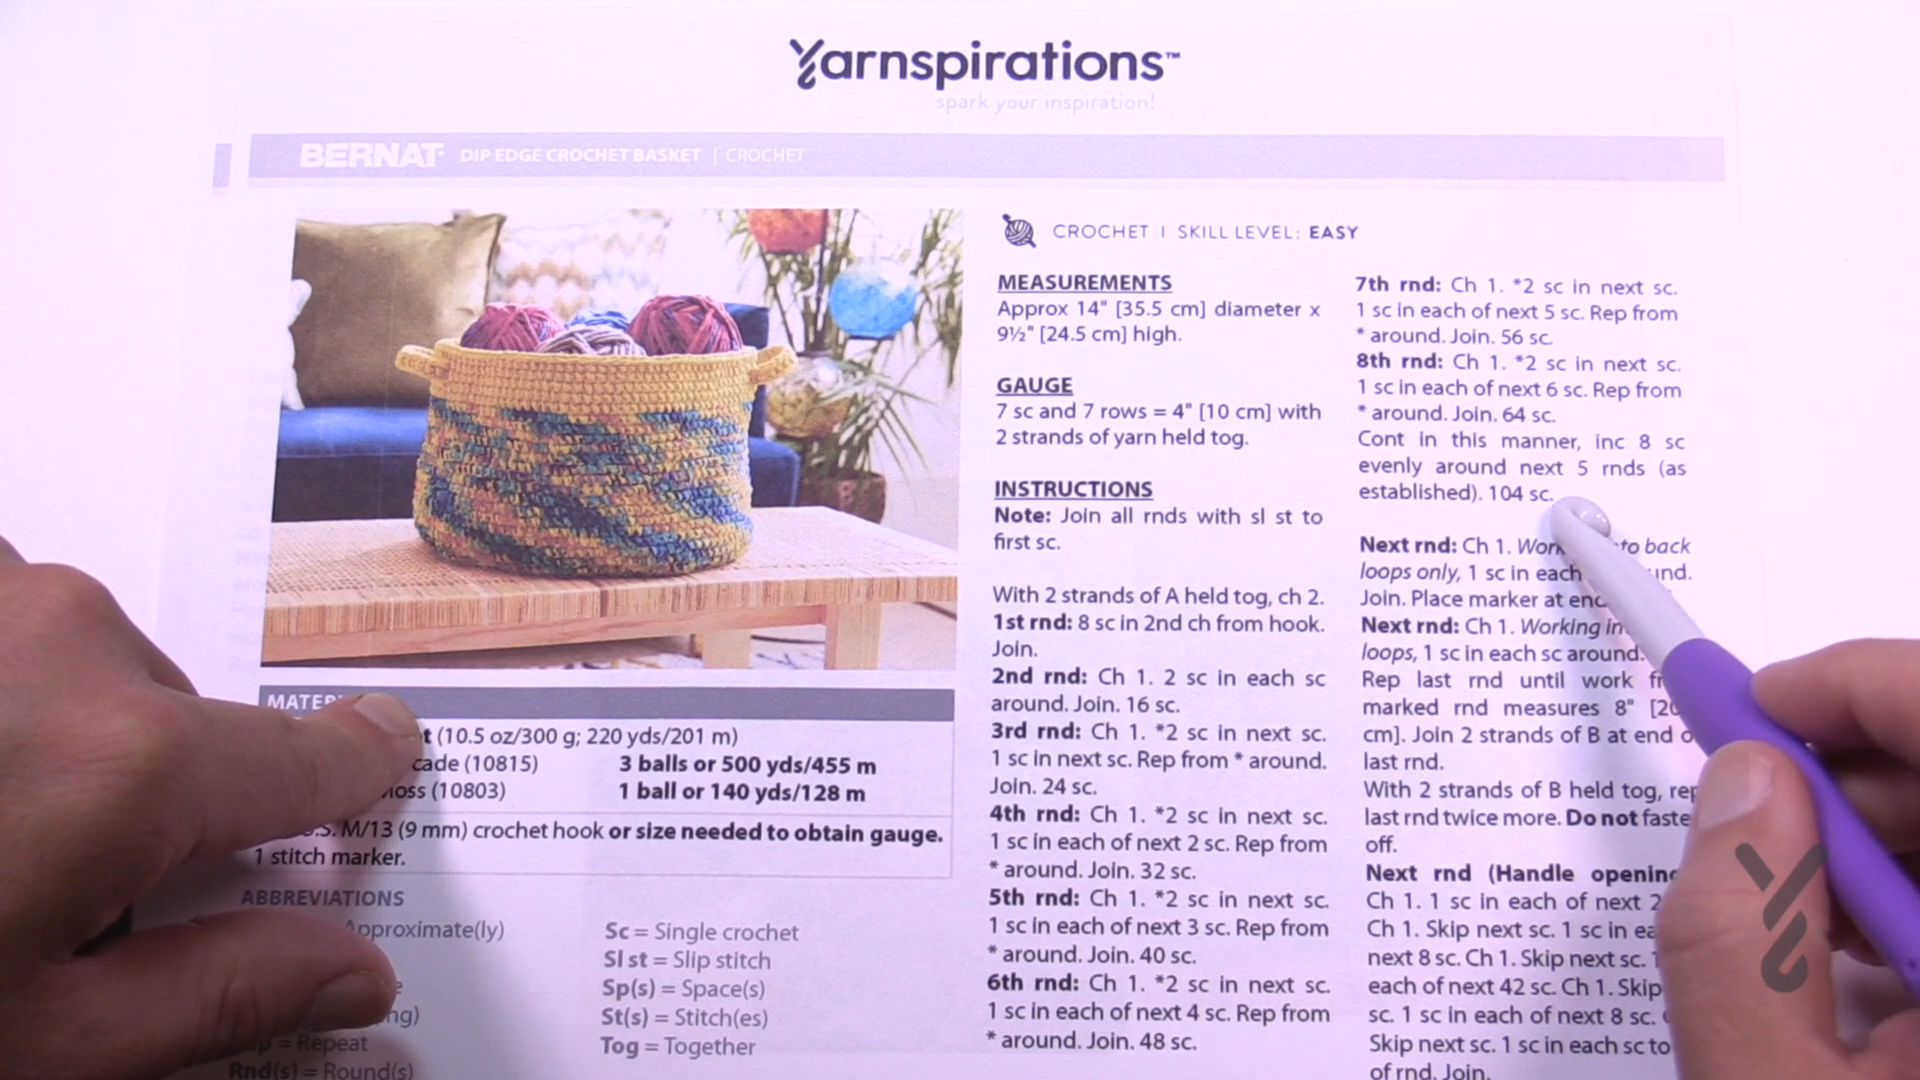 Yarnspirations™
spark your inspiration!
BERNAT® DIP EDGE CROCHET BASKET | CROCHET
CROCHET | SKILL LEVEL: EASY
MEASUREMENTS
Approx 14" [35.5 cm] diameter x
9½" [24.5 cm] high.
GAUGE
7 sc and 7 rows = 4" [10 cm] with
2 strands of yarn held tog.
INSTRUCTIONS
Note: Join all rnds with sl st to
first sc.
With 2 strands of A held tog, ch 2.
1st rnd: 8 sc in 2nd ch from hook.
Join.
2nd rnd: Ch 1. 2 sc in each sc
around. Join. 16 sc.
3rd rnd: Ch 1. *2 sc in next sc.
1 sc in next sc. Rep from * around.
Join. 24 sc.
4th rnd: Ch 1. *2 sc in next sc.
1 sc in each of next 2 sc. Rep from
* around. Join. 32 sc.
5th rnd: Ch 1. *2 sc in next sc.
1 sc in each of next 3 sc. Rep from
* around. Join. 40 sc.
6th rnd: Ch 1. *2 sc in next sc.
1 sc in each of next 4 sc. Rep from
* around. Join. 48 sc.
7th rnd: Ch 1. *2 sc in next sc.
1 sc in each of next 5 sc. Rep from
* around. Join. 56 sc.
8th rnd: Ch 1. *2 sc in next sc.
1 sc in each of next 6 sc. Rep from
* around. Join. 64 sc.
Cont in this manner, inc 8 sc
evenly around next 5 rnds (as
established). 104 sc.
Next rnd: Ch 1. to back
loops only, 1 sc in each
Join. Place marker at
Next rnd: Ch 1. Working
loops, 1 sc in each sc around.
Rep last rnd until work
marked rnd measures 8"
cm]. Join 2 strands of B at end
last rnd.
With 2 strands of B held tog, rep
last rnd twice more. Do not
off.
Next rnd (Handle
Ch 1. 1 sc in each of next
Ch 1. Skip next sc. 1 sc in
next 8 sc. Ch 1. Skip next sc.
each of next 42 sc. Ch 1. Skip
sc. 1 sc in each of next 8 sc.
Skip next sc. 1 sc in each sc to
of rnd. Join.
(10.5 oz/300 g; 220 yds/201 m)
(10815) 3 balls or 500 yds/455 m
(10803) 1 ball or 140 yds/128 m
M/13 (9 mm) crochet hook or size needed to obtain gauge.
1 stitch marker.
ABBREVIATIONS
Approximate(ly)
= Repeat
Rnd(s) = Round(s)
Sc = Single crochet
Sl st = Slip stitch
Sp(s) = Space(s)
St(s) = Stitch(es)
Tog = Together